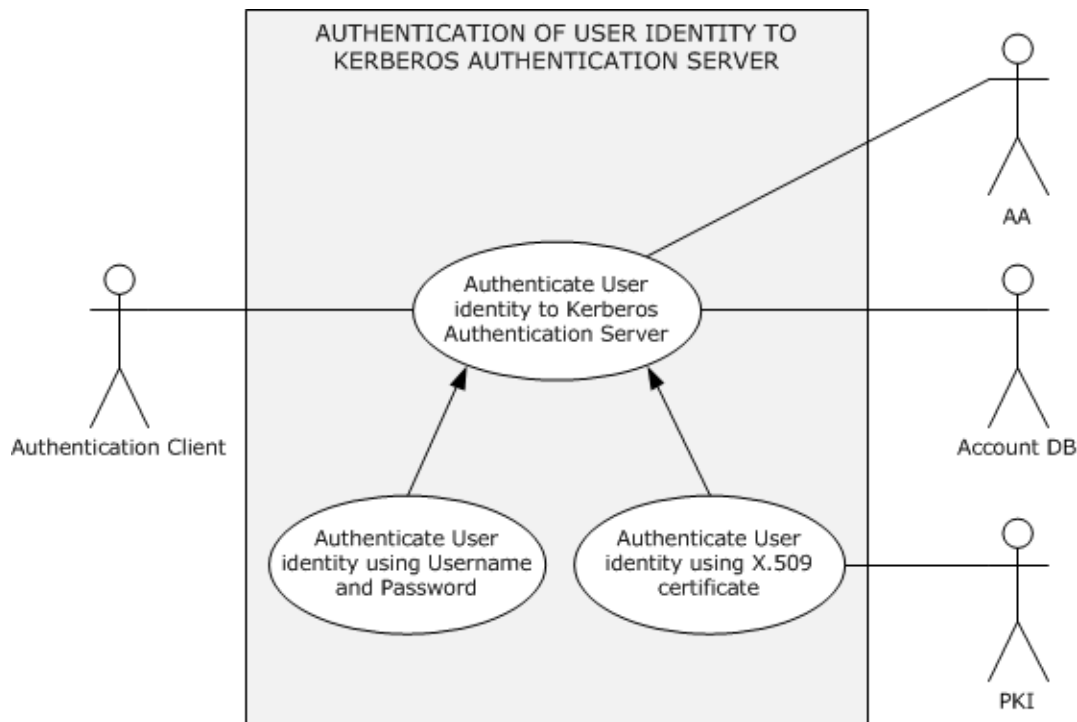 AUTHENTICATION OF USER IDENTITY TO
KERBEROS AUTHENTICATION SERVER
AA
Authenticate User
identity to Kerberos
Authentication Server
Authentication Client
Account DB
Authenticate User
identity using Username
and Password
Authenticate User
identity using X.509
certificate
PKI